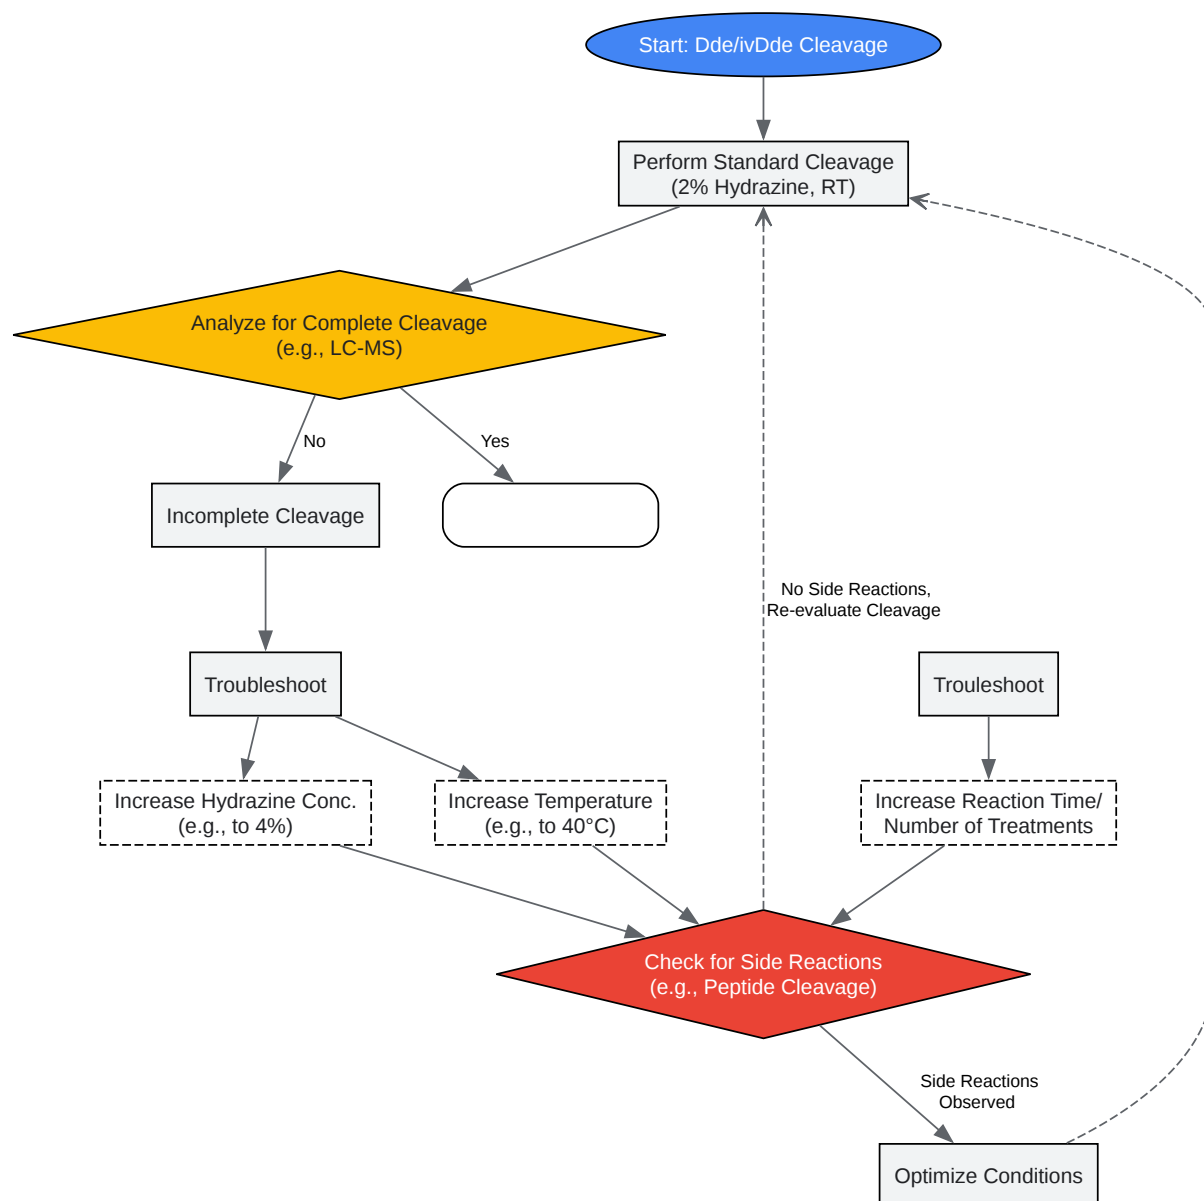 Start: Dde/ivDde Cleavage
Perform Standard Cleavage
(2% Hydrazine, RT)
Analyze for Complete Cleavage
(e.g., LC-MS)
No
Yes
Incomplete Cleavage
No Side Reactions,
Re-evaluate Cleavage
Troubleshoot
Trouleshoot
Increase Hydrazine Conc.
(e.g., to 4%)
Increase Temperature
(e.g., to 40°C)
Increase Reaction Time/
Number of Treatments
Check for Side Reactions
(e.g., Peptide Cleavage)
Side Reactions
Observed
Optimize Conditions